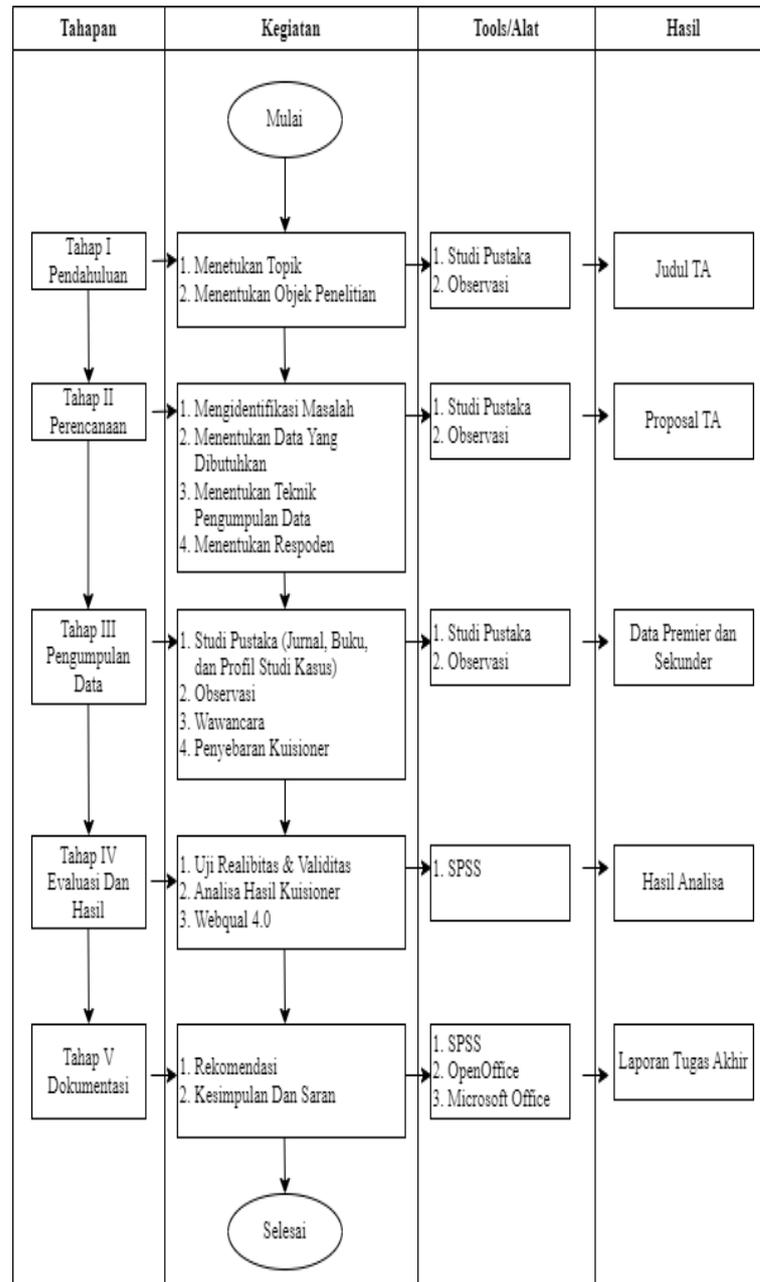 Tahapan
Kegiatan
Tools/Alat
Hasil
Mulai
Tahap I
Pendahuluan
1. Menetukan Topik
2. Menentukan Objek Penelitian
1. Studi Pustaka
2. Observasi
Judul TA
Tahap II
Perencanaan
1. Mengidentifikasi Masalah
2. Menentukan Data Yang
Dibutuhkan
3. Menentukan Teknik
Pengumpulan Data
4. Menentukan Respoden
1. Studi Pustaka
2. Observasi
Proposal TA
Tahap III
Pengumpulan
Data
1. Studi Pustaka (Jurnal, Buku,
dan Profil Studi Kasus)
2. Observasi
3. Wawancara
4. Penyebaran Kuisioner
1. Studi Pustaka
2. Observasi
Data Premier dan
Sekunder
Tahap IV
Evaluasi Dan
Hasil
1. Uji Realibitas & Validitas
2. Analisa Hasil Kuisioner
3. Webqual 4.0
1. SPSS
Hasil Analisa
Tahap V
Dokumentasi
1. Rekomendasi
2. Kesimpulan Dan Saran
1. SPSS
2. OpenOffice
3. Microsoft Office
Laporan Tugas Akhir
Selesai